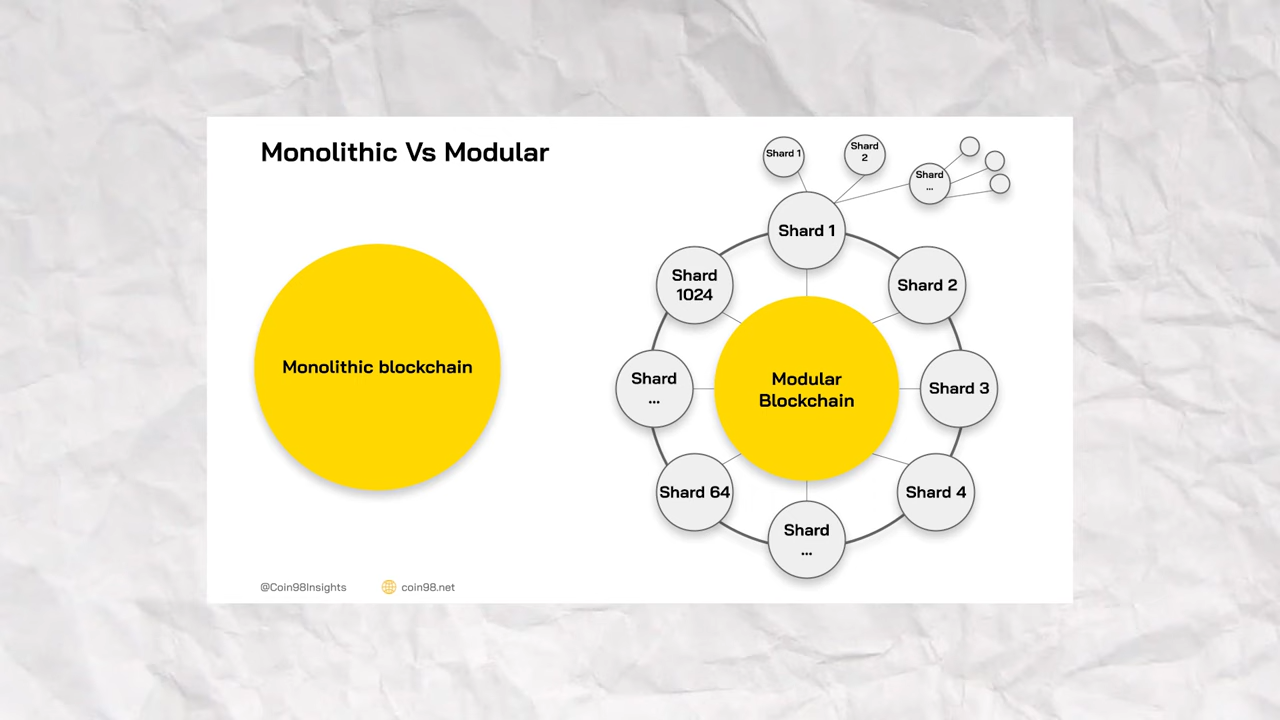 Monolithic Vs Modular
Shard 1
Shard
2
Shard
...
Shard 1
Shard
1024
Shard 2
Monolithic blockchain
Shard
...
Modular
Blockchain
Shard 3
Shard 64
Shard 4
Shard
...
@Coin98Insights
coin98.net